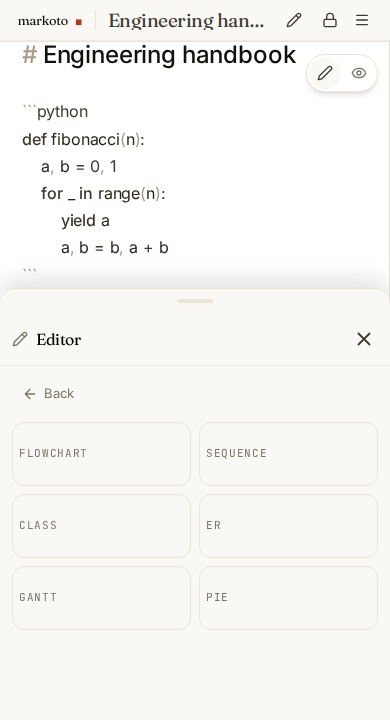 markoto
Engineering han...
# Engineering handbook
```python
def fibonacci(n):
    a, b = 0, 1
    for _ in range(n):
        yield a
        a, b = b, a + b
```
Editor
Back
FLOWCHART
SEQUENCE
CLASS
ER
GANTT
PIE